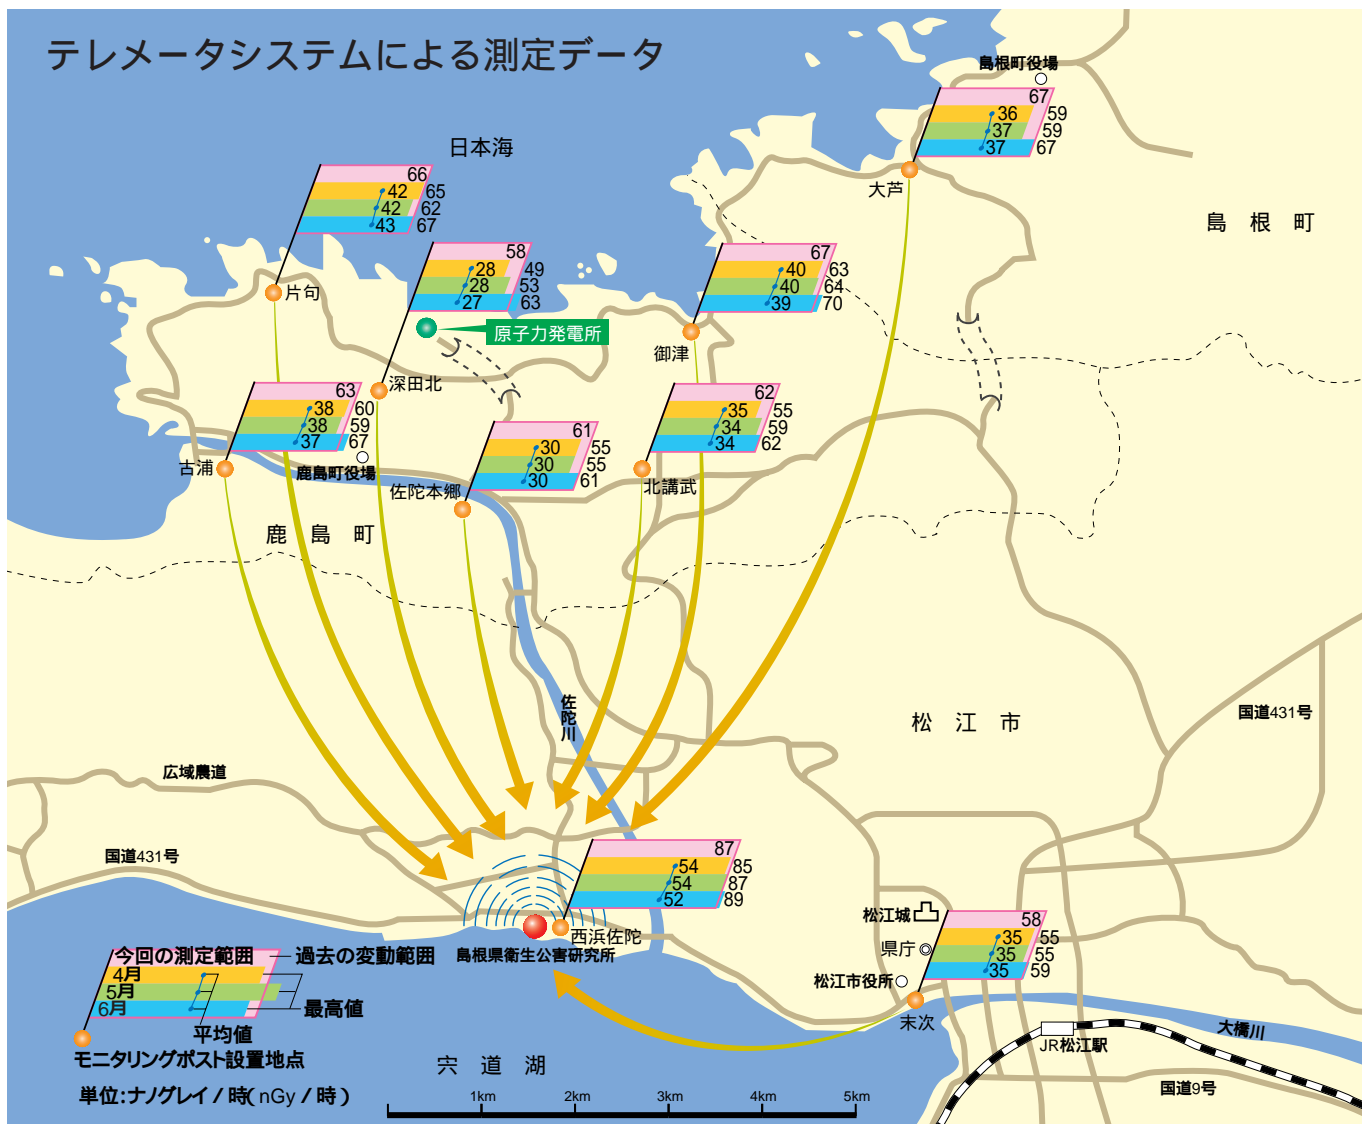 テレメータシステムによる測定データ
島根町役場
67
36 59
37 59
37 67
大芦
島根町
日本海
66
42 65
42 62
43 67
片句
58
28 49
28 53
27 63
原子力発電所
深田北
67
40 63
40 64
39 70
御津
63
38 60
38 59
37 67
古浦
鹿島町役場
62
35 55
34 59
34 62
北講武
61
30 55
30 55
30 61
佐陀本郷
鹿島町
佐陀川
松江市
国道431号
広域農道
国道431号
87
54 85
54 87
52 89
西浜佐陀
島根県衛生公害研究所
松江城
県庁
松江市役所
58
35 55
35 55
35 59
末次
大橋川
JR松江駅
国道9号
今回の測定範囲 過去の変動範囲
4月
5月
6月
最高値
平均値
モニタリングポスト設置地点
単位:ナノグレイ/時(nGy/時)
宍道湖
1km 2km 3km 4km 5km